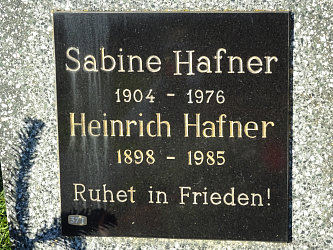 Sabine Hafner
1904 - 1976
Heinrich Hafner
1898 - 1985
Ruhet in Frieden!